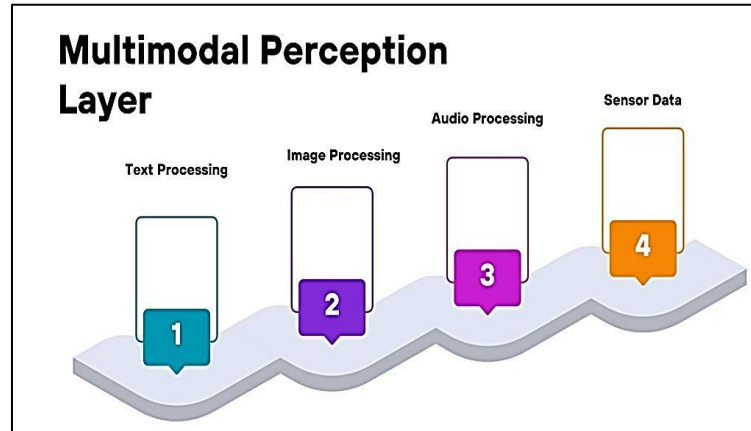 Multimodal Perception
Layer
Text Processing
Image Processing
Audio Processing
Sensor Data
1
2
3
4